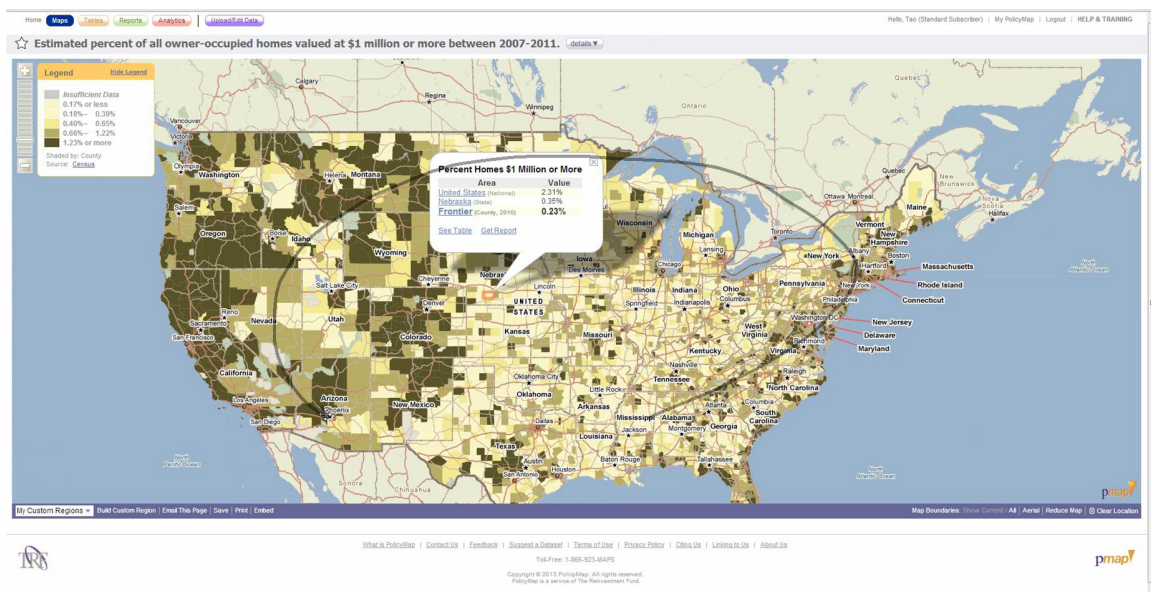 Home Maps Tables Reports Analytics Upload/Edit Data
Hello, Tao (Standard Subscriber) | My PolicyMap | Logout | HELP & TRAINING
Estimated percent of all owner-occupied homes valued at $1 million or more between 2007-2011. details▼
Legend Hide Legend
Insufficient Data
0.17% or less
0.18%– 0.39%
0.40%– 0.65%
0.66%– 1.22%
1.23% or more
Shaded by: County
Source: Census
Percent Homes $1 Million or More
Area Value
United States (National) 2.31%
Nebraska (State) 0.35%
Frontier (County, 2010) 0.23%
See Table Get Report
Calgary
Regina
Winnipeg
Ontario
Quebec
Vancouver
Victoria
Olympia
Washington
Helena Montana
Quebec
New Brunswick
Nova Scotia
Halifax
Ottawa Montreal
Maine
Salem
Oregon
Boise
Idaho
Wyoming
Wisconsin
Michigan
Lansing
Toronto
Vermont
New Hampshire
New York
Albany
Boston
Hartford
Massachusetts
Rhode Island
Connecticut
North Atlantic Ocean
Salt Lake City
Cheyenne
Nebras
Lincoln
Iowa
Des Moines
Chicago
Illinois
Indiana
Ohio
Pennsylvania
New York
Springfield
Indianapolis
Columbus
Philadelphia
Reno
Sacramento
San Francisco
Nevada
Utah
Denver
Colorado
UNITED STATES
Kansas
Missouri
West Virginia
Washington DC
Richmond
Virginia
New Jersey
Delaware
Maryland
California
Kentucky
Nashville
Tennessee
Raleigh
North Carolina
Los Angeles
San Diego
Arizona
Phoenix
New Mexico
Oklahoma City
Oklahoma
Little Rock
Arkansas
Mississippi
Alabama
Atlanta
Georgia
Columbia
South Carolina
Dallas
Jackson
Montgomery
Louisiana
Texas
Austin
San Antonio
Houston
Baton Rouge
Tallahassee
North Pacific Ocean
North Atlantic Ocean
Sonora
Chihuahua
pmap
My Custom Regions Build Custom Region | Email This Page | Save | Print | Embed
Map Boundaries: Show Current / All | Aerial | Reduce Map | Clear Location
TRF
What is PolicyMap | Contact Us | Feedback | Suggest a Dataset | Terms of Use | Privacy Policy | Citing Us | Linking to Us | About Us
Toll-Free: 1-866-923-MAPS
Copyright © 2013 PolicyMap. All rights reserved.
PolicyMap is a service of The Reinvestment Fund.
pmap